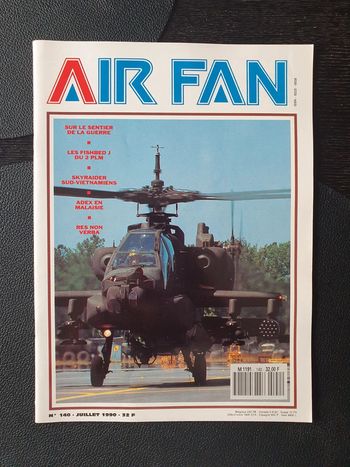 AIR FAN
SUR LE SENTIER
DE LA GUERRE
LES FISHBED J
DU 2 PLM
SKYRAIDER
SUD-VIETNAMIENS
ADEX EN
MALAISIE
RES NON
VERBA
M 1191 140 32,00 F
N° 140 - JUILLET 1990 - 32 F